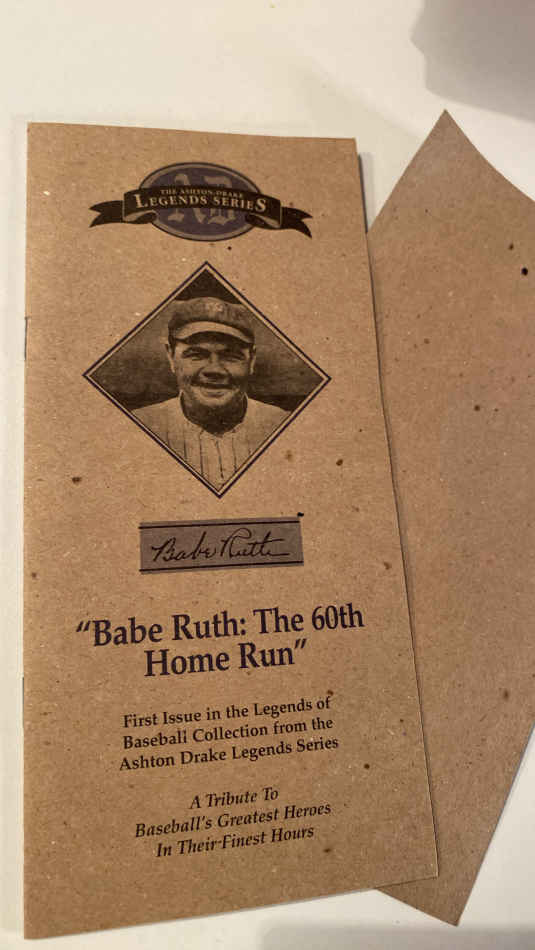 THE ASHTON-DRAKE
LEGENDS SERIES
AD
Babe Ruth
"Babe Ruth: The 60th
Home Run"
First Issue in the Legends of
Baseball Collection from the
Ashton Drake Legends Series
A Tribute To
Baseball's Greatest Heroes
In Their Finest Hours